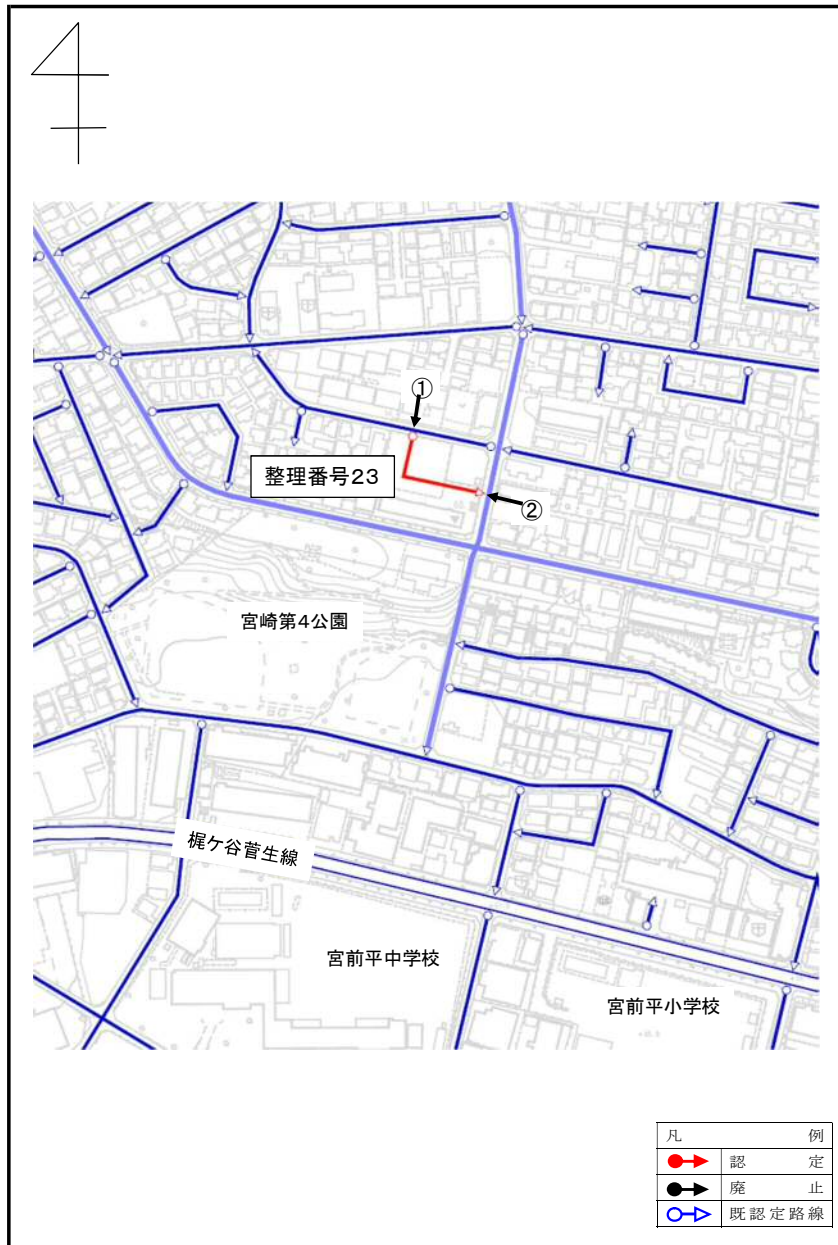 ①
整理番号23
②
宮崎第4公園
梶ケ谷菅生線
宮前平中学校
宮前平小学校
凡 例
認 定
廃 止
既認定路線